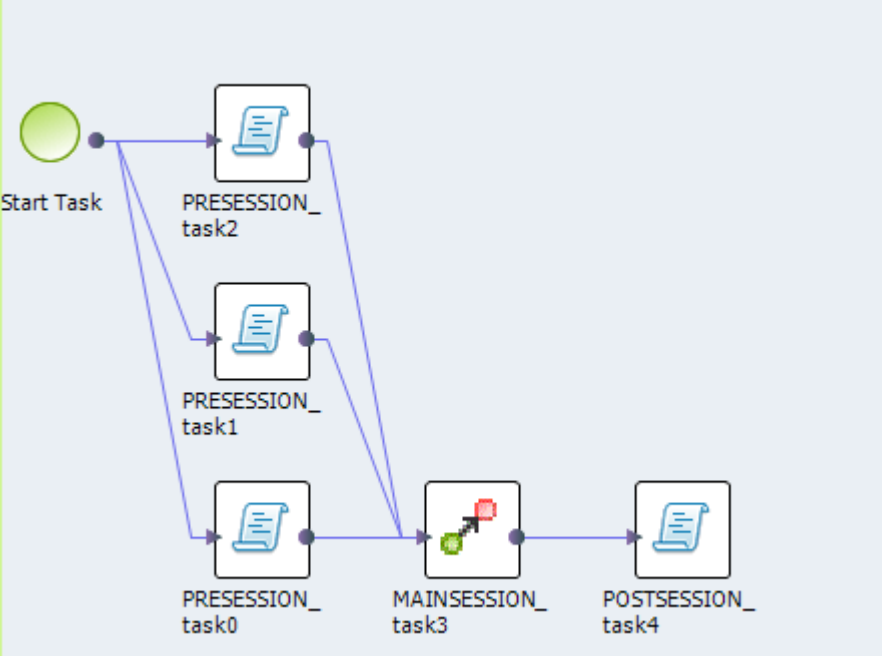 Start Task
PRESESSION_
task2
PRESESSION_
task1
PRESESSION_
task0
MAINSESSION_
task3
POSTSESSION_
task4